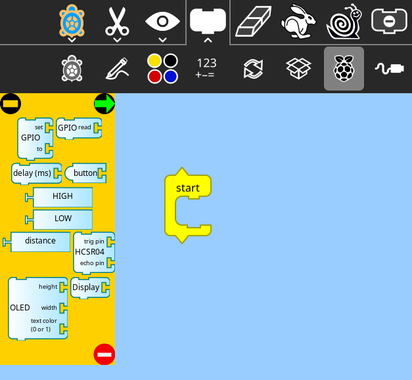 123
+−=
set
GPIO
to
GPIO read
delay (ms)
button
HIGH
LOW
distance
trig pin
HCSR04
echo pin
Display
height
OLED
width
text color
(0 or 1)
start